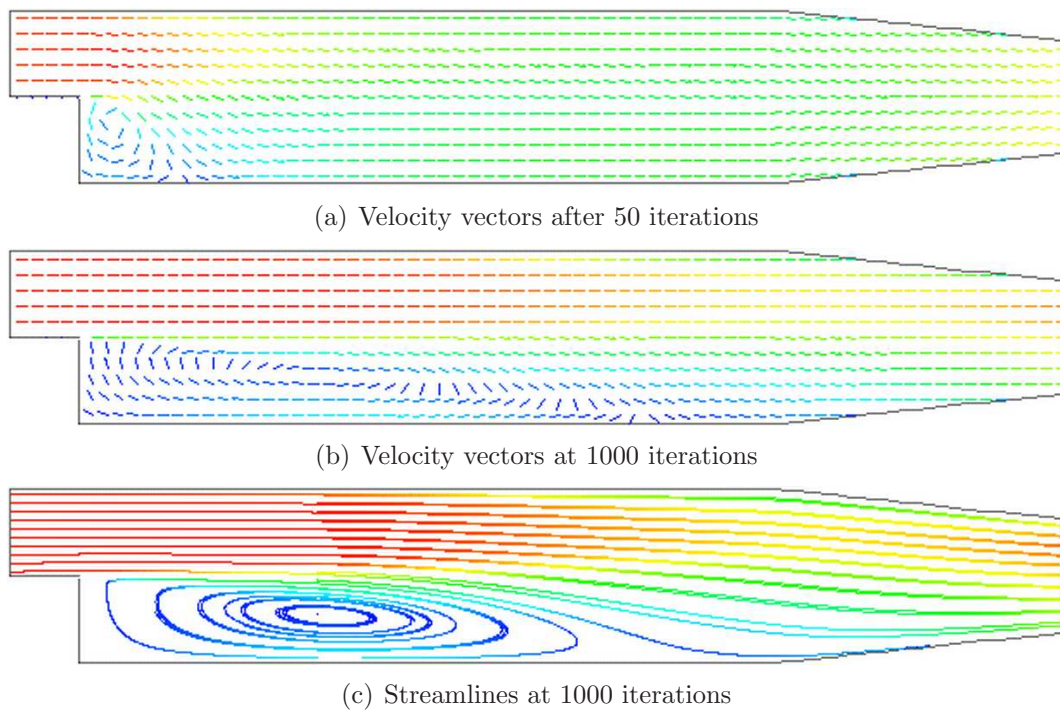 (a) Velocity vectors after 50 iterations
(b) Velocity vectors at 1000 iterations
(c) Streamlines at 1000 iterations